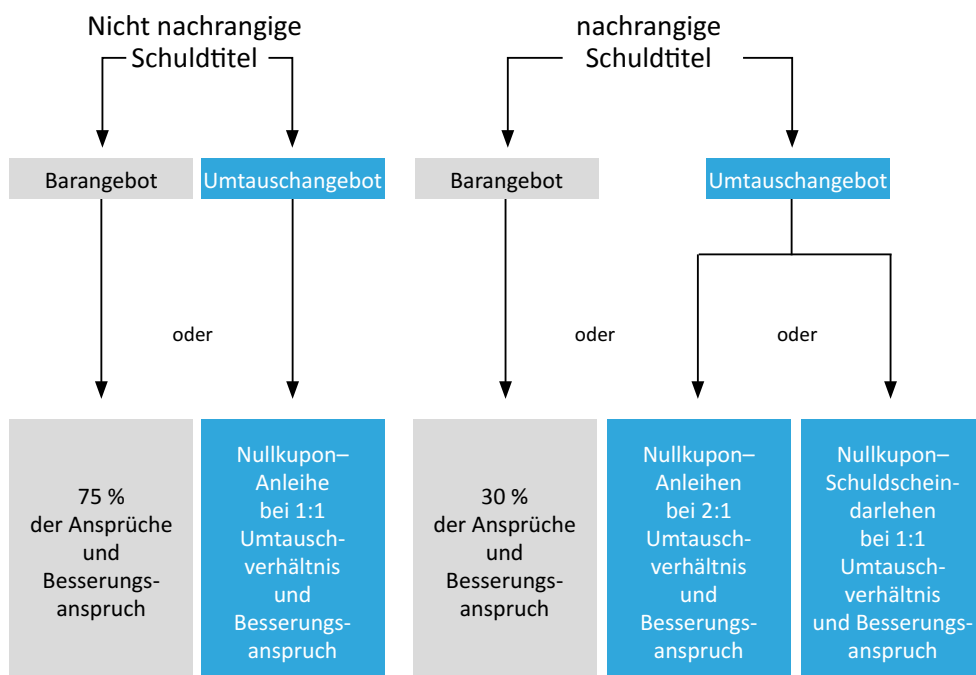 Nicht nachrangige
Schuldtitel
nachrangige
Schuldtitel
Barangebot
Umtauschangebot
Barangebot
Umtauschangebot
oder
oder
oder
75 %
der Ansprüche
und
Besserungs-
anspruch
Nullkupon–
Anleihe
bei 1:1
Umtausch-
verhältnis
und
Besserungs-
anspruch
30 %
der Ansprüche
und
Besserungs-
anspruch
Nullkupon–
Anleihen
bei 2:1
Umtausch-
verhältnis
und
Besserungs-
anspruch
Nullkupon–
Schuldschein-
darlehen
bei 1:1
Umtausch-
verhältnis
und Besserungs-
anspruch